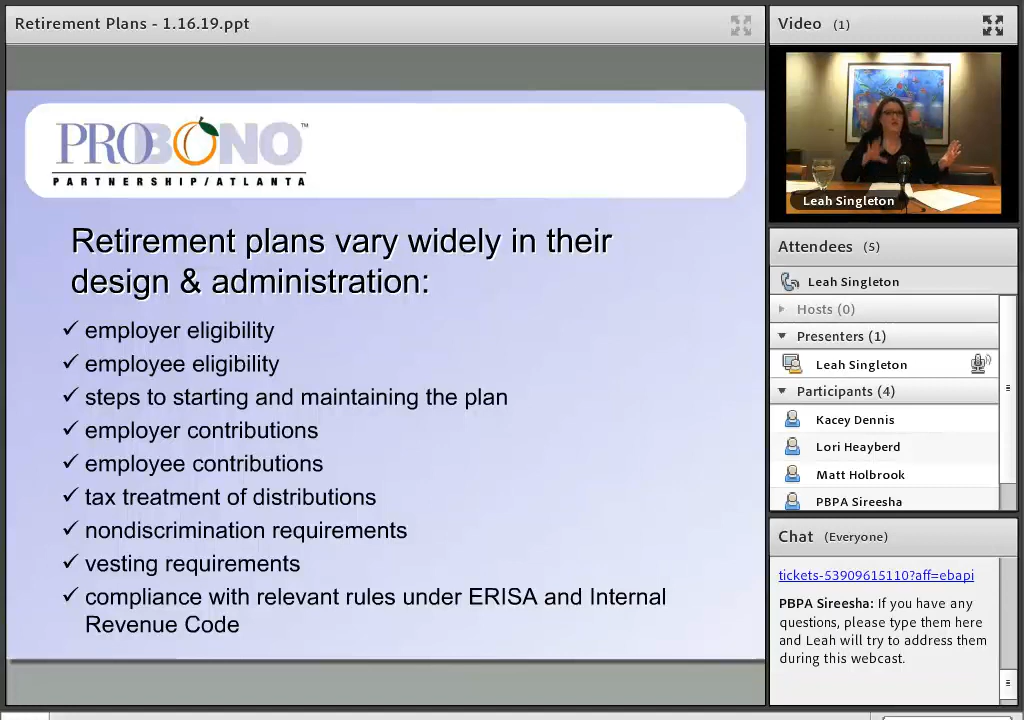 Retirement Plans - 1.16.19.ppt
PROBONO™
PARTNERSHIP/ATLANTA
Retirement plans vary widely in their
design & administration:
✓ employer eligibility
✓ employee eligibility
✓ steps to starting and maintaining the plan
✓ employer contributions
✓ employee contributions
✓ tax treatment of distributions
✓ nondiscrimination requirements
✓ vesting requirements
✓ compliance with relevant rules under ERISA and Internal
Revenue Code
Video (1)
Leah Singleton
Attendees (5)
Leah Singleton
Hosts (0)
Presenters (1)
Leah Singleton
Participants (4)
Kacey Dennis
Lori Heayberd
Matt Holbrook
PBPA Sireesha
Chat (Everyone)
tickets-53909615110?aff=ebapi
PBPA Sireesha: If you have any
questions, please type them here
and Leah will try to address them
during this webcast.